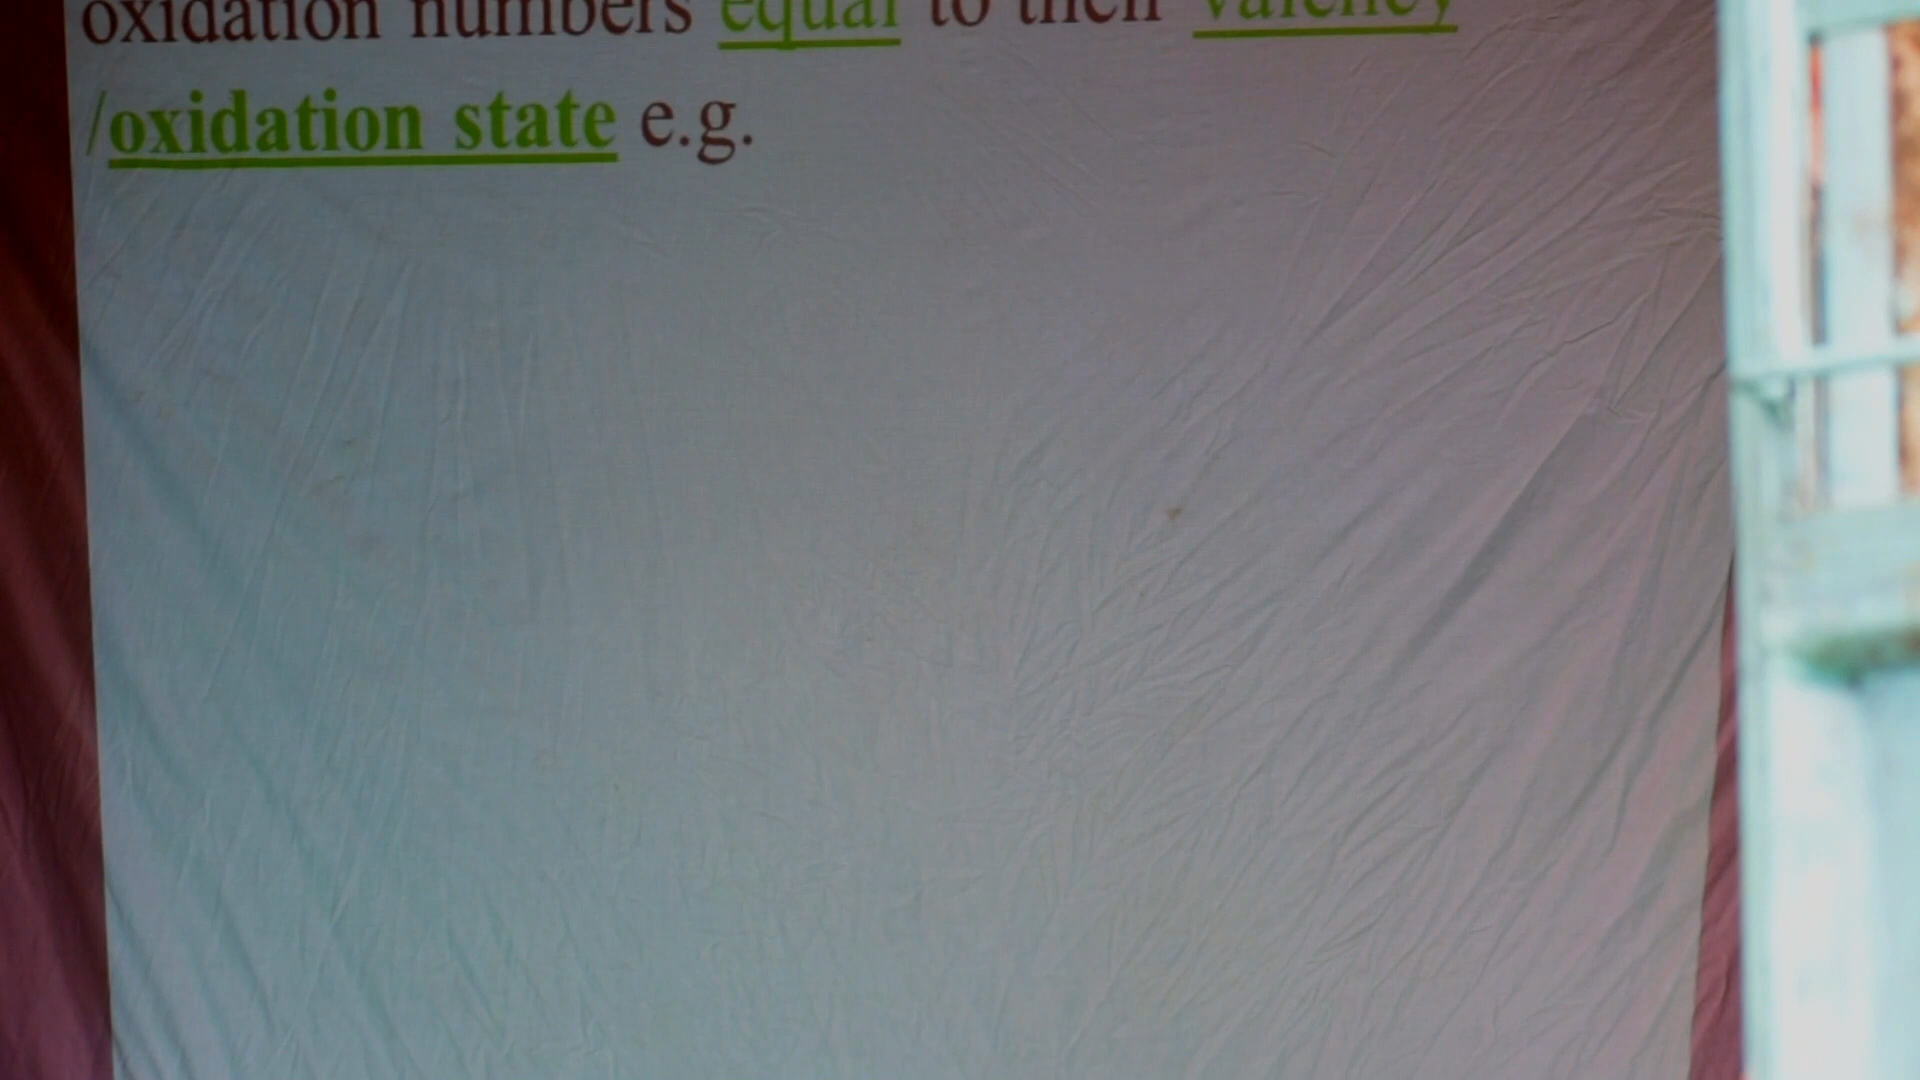 oxidation numbers equal to their valency
/oxidation state e.g.